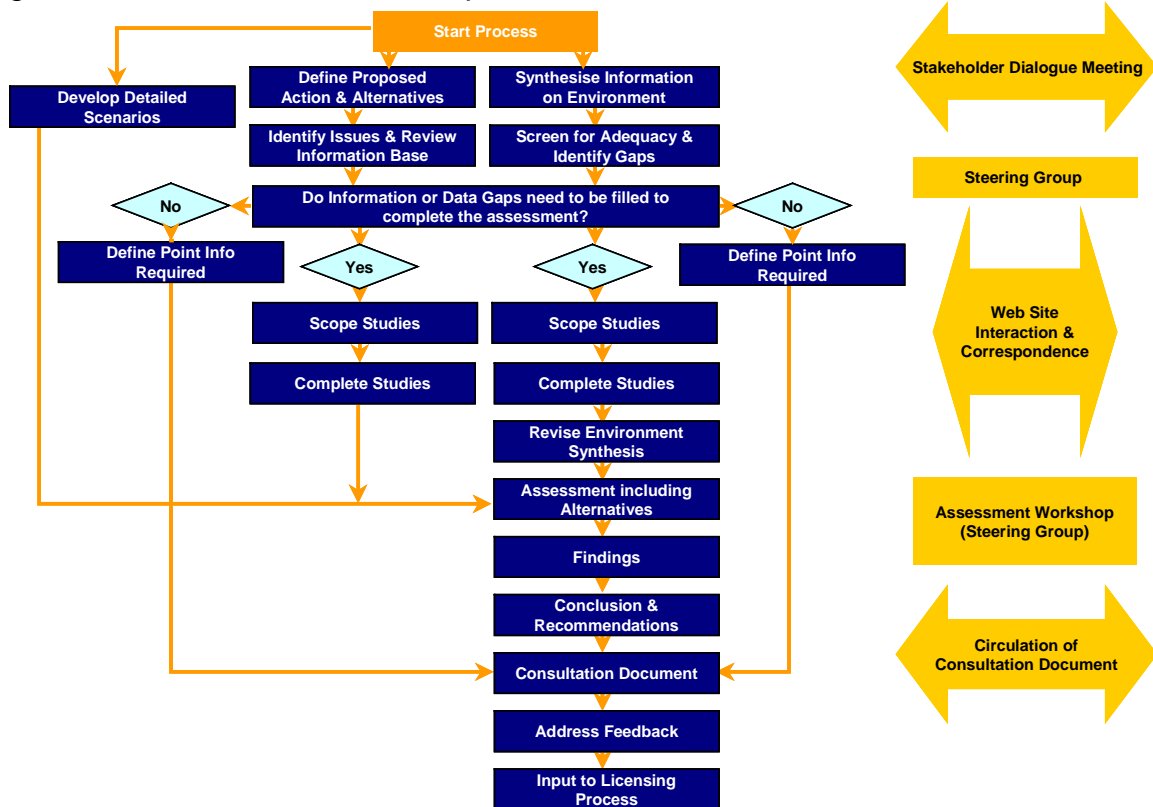 Start Process
Define Proposed
Action & Alternatives
Synthesise Information
on Environment
Stakeholder Dialogue Meeting
Develop Detailed
Scenarios
Identify Issues & Review
Information Base
Screen for Adequacy &
Identify Gaps
Steering Group
No
Do Information or Data Gaps need to be filled to
complete the assessment?
No
Define Point Info
Required
Yes
Yes
Define Point Info
Required
Scope Studies
Scope Studies
Web Site
Interaction &
Correspondence
Complete Studies
Complete Studies
Revise Environment
Synthesis
Assessment including
Alternatives
Assessment Workshop
(Steering Group)
Findings
Conclusion &
Recommendations
Consultation Document
Circulation of
Consultation Document
Address Feedback
Input to Licensing
Process